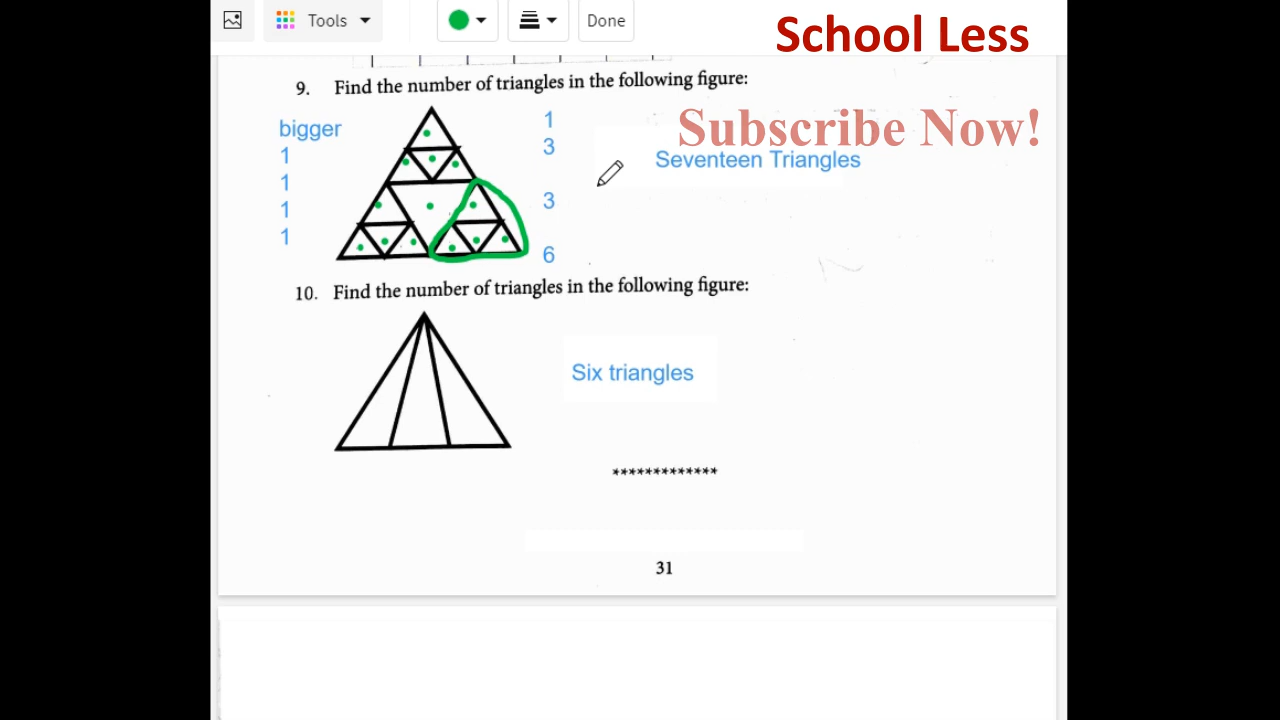 Tools
Done
School Less
9. Find the number of triangles in the following figure:
Subscribe Now!
bigger
1
1
1
1
1
3
3
6
Seventeen Triangles
10. Find the number of triangles in the following figure:
Six triangles
*************
31